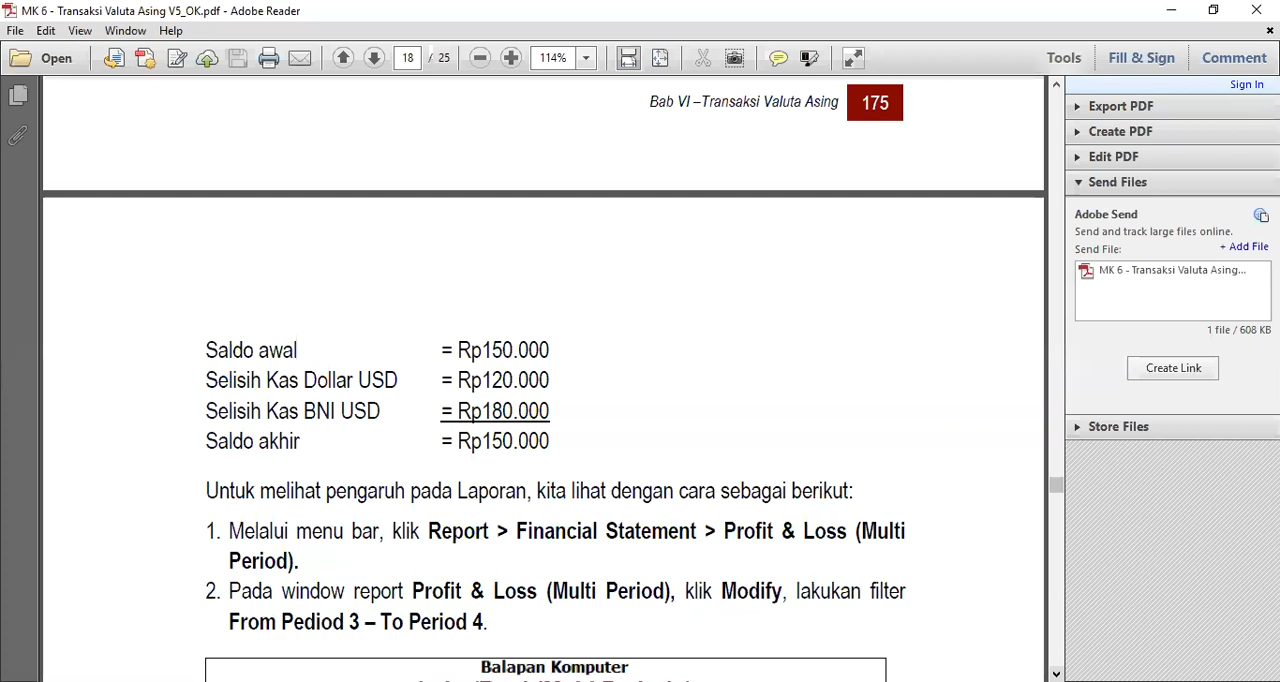 MK 6 - Transaksi Valuta Asing V5_OK.pdf - Adobe Reader
File Edit View Window Help
Open 18 / 25 114% Tools Fill & Sign Comment
Sign In
Bab VI –Transaksi Valuta Asing 175
Export PDF
Create PDF
Edit PDF
Send Files
Adobe Send
Send and track large files online.
Send File: + Add File
MK 6 - Transaksi Valuta Asing...
1 file / 608 KB
Create Link
Store Files
Saldo awal = Rp150.000
Selisih Kas Dollar USD = Rp120.000
Selisih Kas BNI USD = Rp180.000
Saldo akhir = Rp150.000
Untuk melihat pengaruh pada Laporan, kita lihat dengan cara sebagai berikut:
1. Melalui menu bar, klik Report > Financial Statement > Profit & Loss (Multi
Period).
2. Pada window report Profit & Loss (Multi Period), klik Modify, lakukan filter
From Pediod 3 – To Period 4.
Balapan Komputer